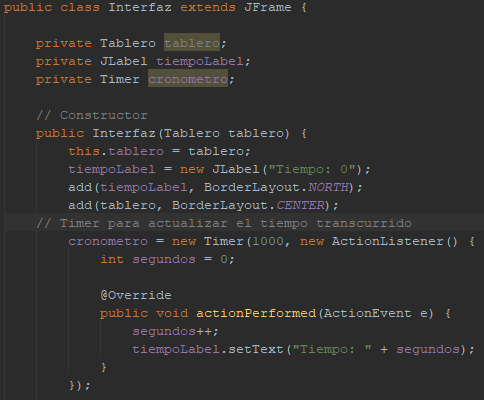 public class Interfaz extends JFrame {
private Tablero tablero;
private JLabel tiempoLabel;
private Timer cronometro;
// Constructor
public Interfaz(Tablero tablero) {
this.tablero = tablero;
tiempoLabel = new JLabel("Tiempo: 0");
add(tiempoLabel, BorderLayout.NORTH);
add(tablero, BorderLayout.CENTER);
// Timer para actualizar el tiempo transcurrido
cronometro = new Timer(1000, new ActionListener() {
int segundos = 0;
@Override
public void actionPerformed(ActionEvent e) {
segundos++;
tiempoLabel.setText("Tiempo: " + segundos);
}
});